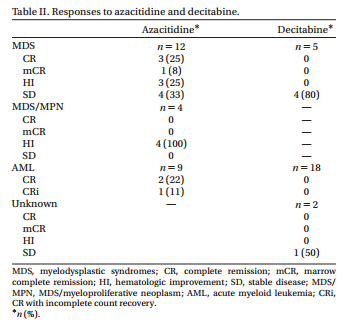 Table II. Responses to azacitidine and decitabine.
Azacitidine* Decitabine*
MDS n = 12 n = 5
CR 3 (25) 0
mCR 1 (8) 0
HI 3 (25) 0
SD 4 (33) 4 (80)
MDS/MPN n = 4 —
CR 0 —
mCR 0 —
HI 4 (100) —
SD 0 —
AML n = 9 n = 18
CR 2 (22) 0
CRi 1 (11) 0
Unknown — n = 2
CR 0
mCR 0
HI 0
SD 1 (50)
MDS, myelodysplastic syndromes; CR, complete remission; mCR, marrow
complete remission; HI, hematologic improvement; SD, stable disease; MDS/
MPN, MDS/myeloproliferative neoplasm; AML, acute myeloid leukemia; CRi,
CR with incomplete count recovery.
*n (%).